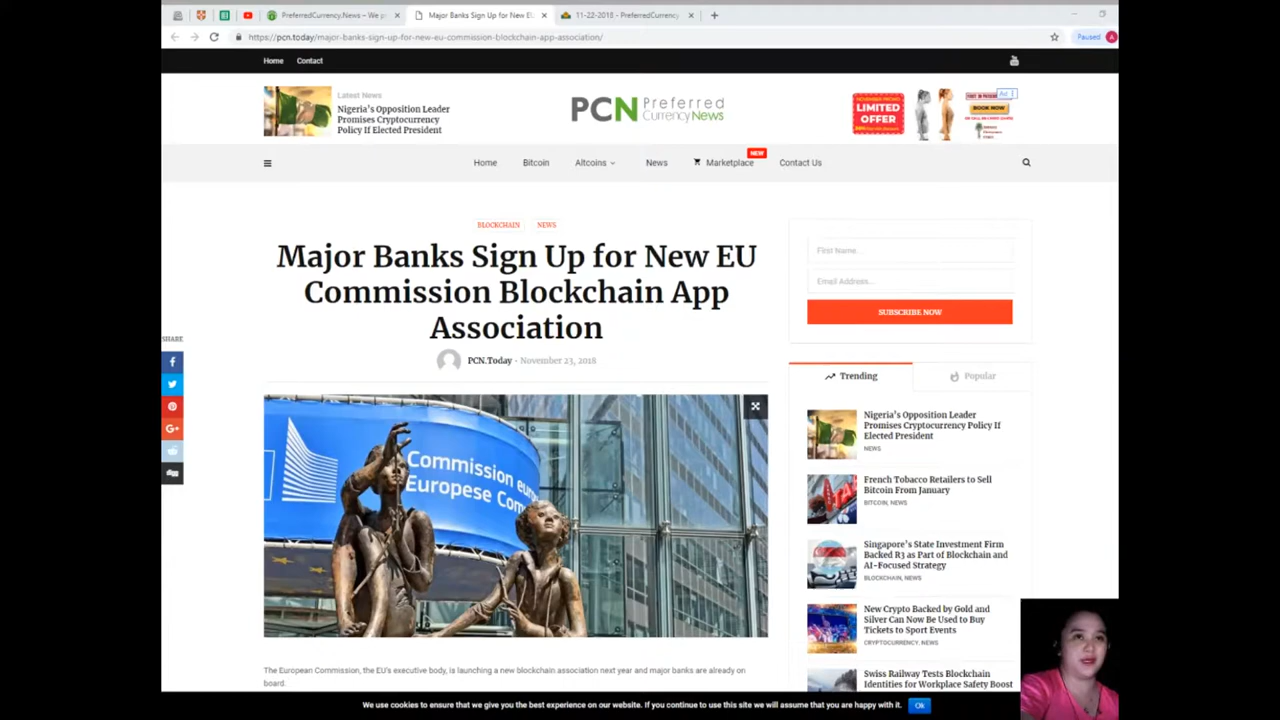 PreferredCurrency.News – We p
Major Banks Sign Up for New EU
11-22-2018 - PreferredCurrency
https://pcn.today/major-banks-sign-up-for-new-eu-commission-blockchain-app-association/
Paused
A
Home
Contact
Latest News
Nigeria's Opposition Leader
Promises Cryptocurrency
Policy If Elected President
PCN Preferred
Currency News
LIMITED
OFFER
BOOK NOW
Ad
Home
Bitcoin
Altcoins
News
Marketplace
NEW
Contact Us
BLOCKCHAIN
NEWS
Major Banks Sign Up for New EU
Commission Blockchain App
Association
PCN.Today - November 23, 2018
SHARE
First Name...
Email Address...
SUBSCRIBE NOW
Trending
Popular
Nigeria's Opposition Leader
Promises Cryptocurrency Policy If
Elected President
NEWS
French Tobacco Retailers to Sell
Bitcoin From January
BITCOIN, NEWS
Singapore's State Investment Firm
Backed R3 as Part of Blockchain and
AI-Focused Strategy
BLOCKCHAIN, NEWS
New Crypto Backed by Gold and
Silver Can Now Be Used to Buy
Tickets to Sport Events
CRYPTOCURRENCY, NEWS
Swiss Railway Tests Blockchain
Identities for Workplace Safety Boost
Commission eur
Europese Com
The European Commission, the EU's executive body, is launching a new blockchain association next year and major banks are already on
board.
We use cookies to ensure that we give you the best experience on our website. If you continue to use this site we will assume that you are happy with it.
Ok